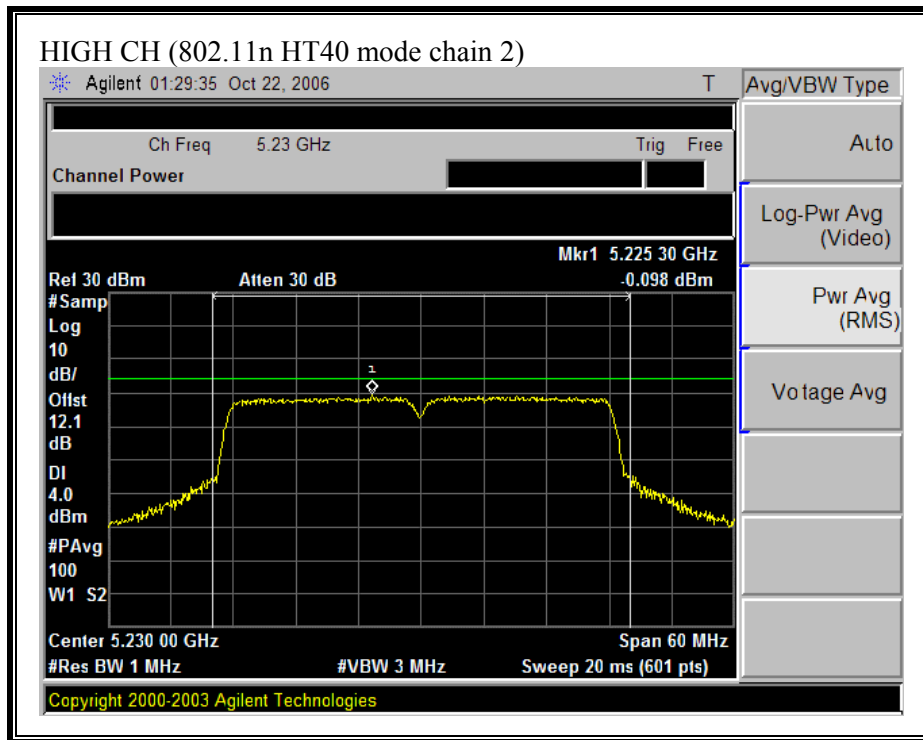 HIGH CH (802.11n HT40 mode chain 2)
Agilent 01:29:35 Oct 22, 2006 T
Avg/VBW Type
Ch Freq 5.23 GHz Trig Free
Channel Power
Auto
Log-Pwr Avg
(Video)
Pwr Avg
(RMS)
Voltage Avg
Mkr1 5.225 30 GHz
Ref 30 dBm Atten 30 dB -0.098 dBm
#Samp
Log
10
dB/
Offst
12.1
dB
DI
4.0
dBm
#PAvg
100
W1 S2
1
Center 5.230 00 GHz Span 60 MHz
#Res BW 1 MHz #VBW 3 MHz Sweep 20 ms (601 pts)
Copyright 2000-2003 Agilent Technologies